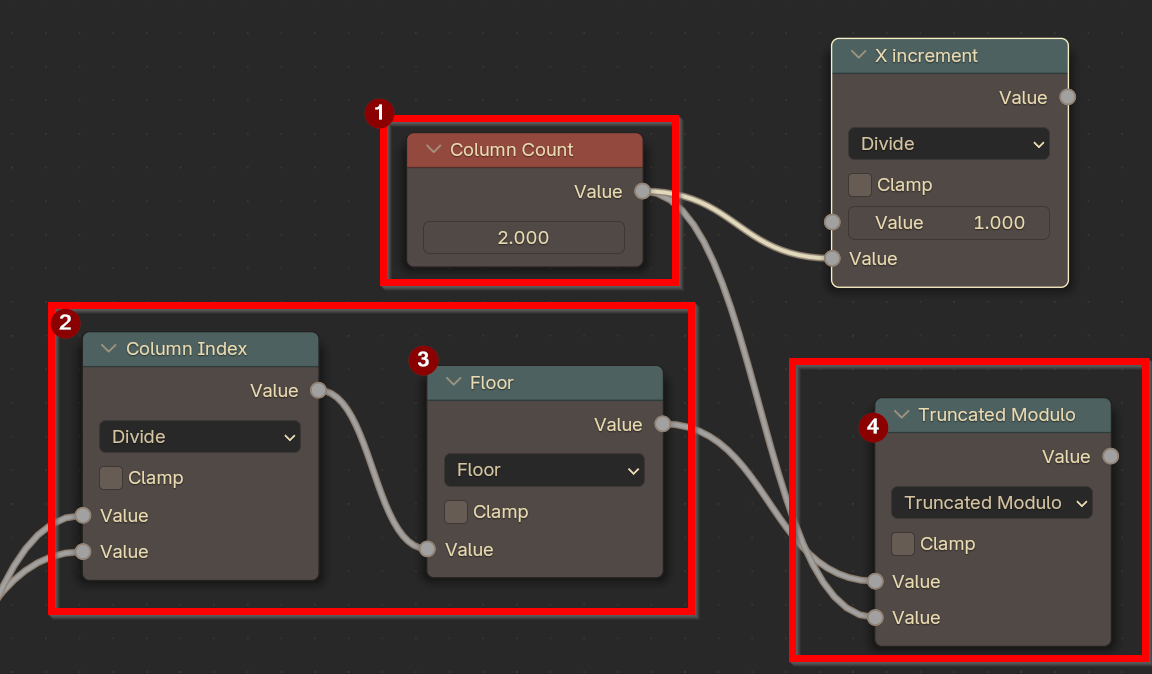 X increment
Value
Divide
Clamp
Value 1.000
Value
1
Column Count
Value
2.000
2
Column Index
Value
Divide
Clamp
Value
Value
3
Floor
Value
Floor
Clamp
Value
4
Truncated Modulo
Value
Truncated Modulo
Clamp
Value
Value